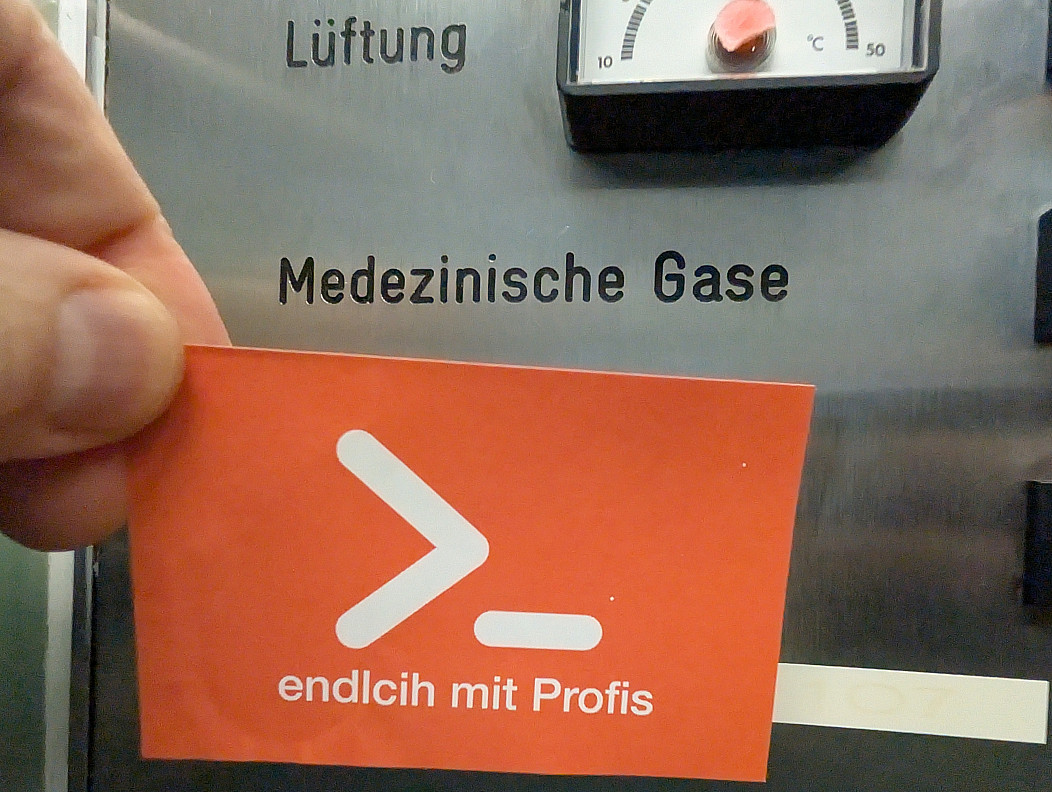 Lüftung
10 °C 50
Medezinische Gase
>_
endlcih mit Profis